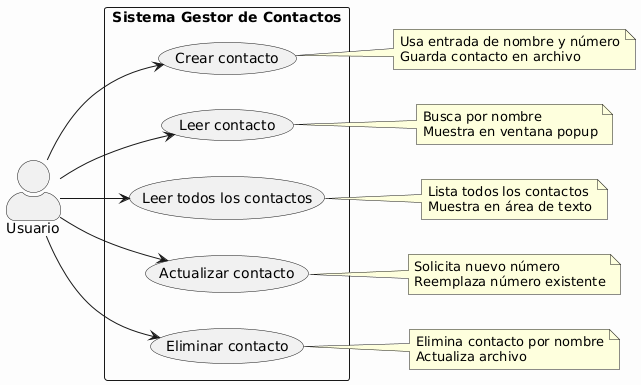 Sistema Gestor de Contactos
Crear contacto
Usa entrada de nombre y número
Guarda contacto en archivo
Leer contacto
Busca por nombre
Muestra en ventana popup
Leer todos los contactos
Lista todos los contactos
Muestra en área de texto
Usuario
Actualizar contacto
Solicita nuevo número
Reemplaza número existente
Eliminar contacto
Elimina contacto por nombre
Actualiza archivo